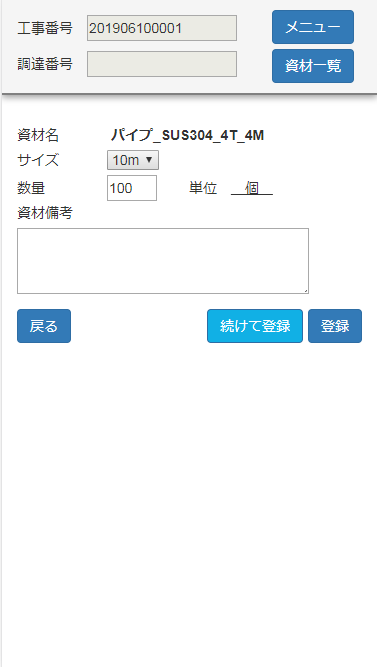 工事番号 201906100001 メニュー
調達番号 資材一覧
資材名 パイプ_SUS304_4T_4M
サイズ 10m
数量 100 単位 個
資材備考
戻る 続けて登録 登録